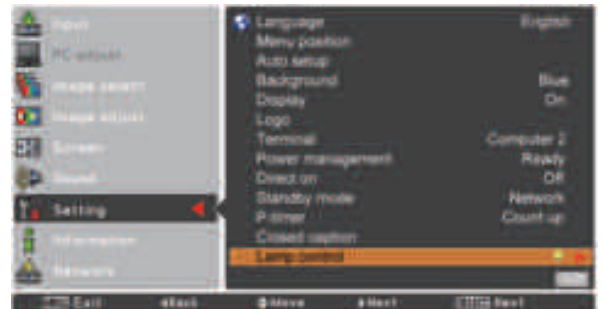 Input
PC adjust
Image select
Image adjust
Screen
Sound
Setting
Information
Network
Language English
Menu position
Auto setup
Background Blue
Display On
Logo
Terminal Computer 2
Power management Ready
Direct on Off
Standby mode Network
P-timer Count up
Closed caption
Lamp control
Exit Back Move Next Next